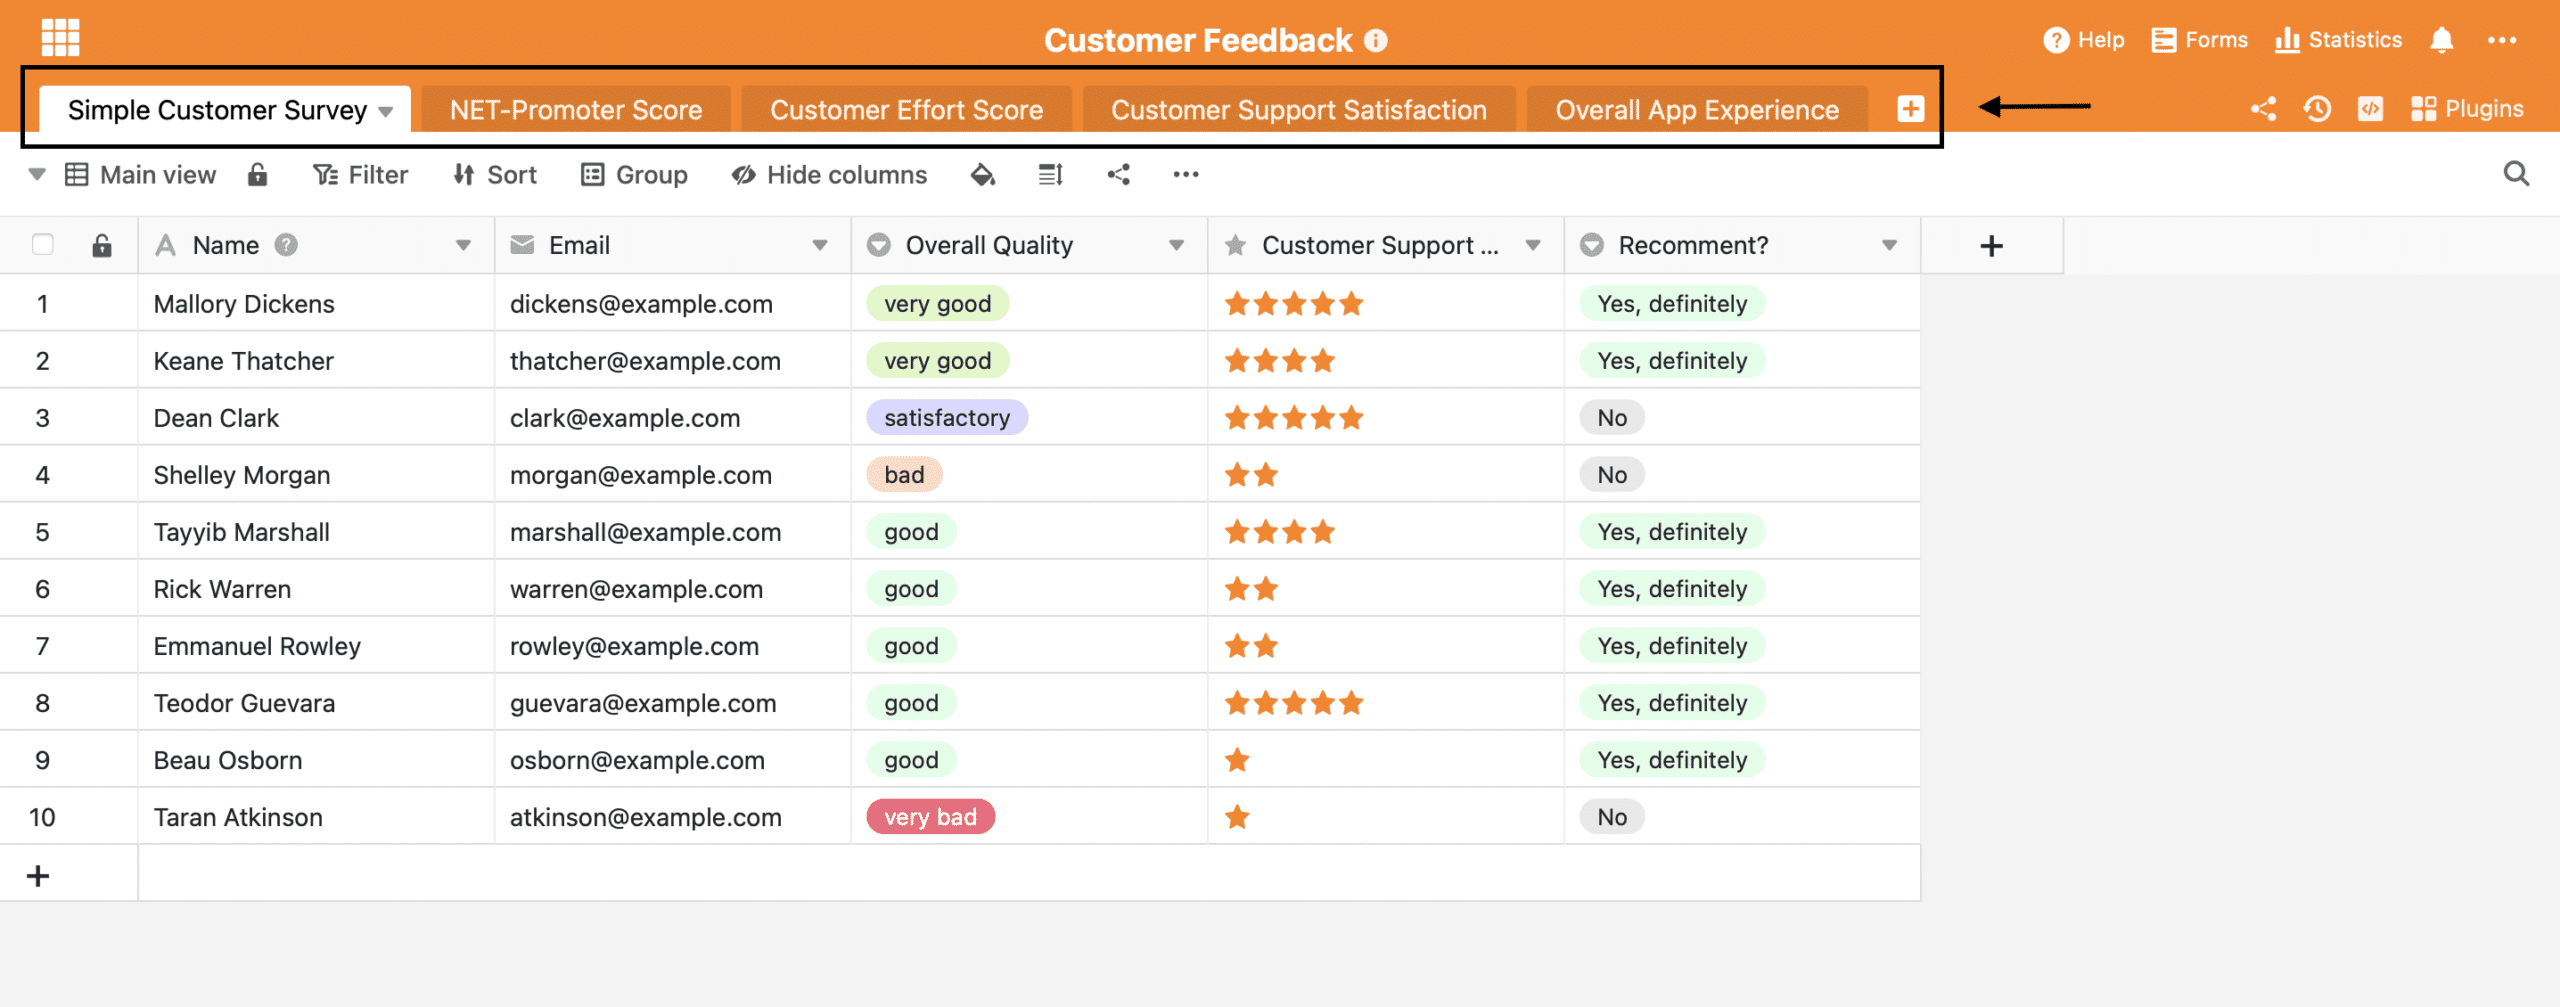 Customer Feedback
Help Forms Statistics
Simple Customer Survey NET-Promoter Score Customer Effort Score Customer Support Satisfaction Overall App Experience
Plugins
Main view Filter Sort Group Hide columns
Name Email Overall Quality Customer Support ... Recomment?
1 Mallory Dickens dickens@example.com very good Yes, definitely
2 Keane Thatcher thatcher@example.com very good Yes, definitely
3 Dean Clark clark@example.com satisfactory No
4 Shelley Morgan morgan@example.com bad No
5 Tayyib Marshall marshall@example.com good Yes, definitely
6 Rick Warren warren@example.com good Yes, definitely
7 Emmanuel Rowley rowley@example.com good Yes, definitely
8 Teodor Guevara guevara@example.com good Yes, definitely
9 Beau Osborn osborn@example.com good Yes, definitely
10 Taran Atkinson atkinson@example.com very bad No